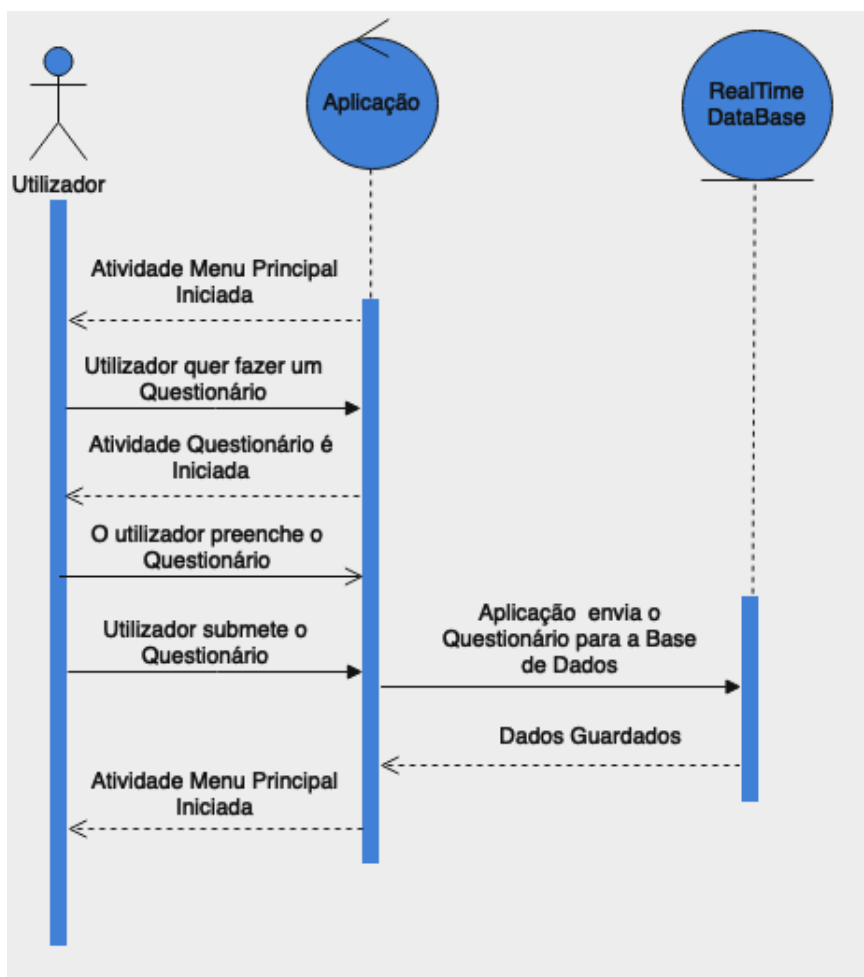 Aplicação
RealTime
DataBase
Utilizador
Atividade Menu Principal
Iniciada
Utilizador quer fazer um
Questionário
Atividade Questionário é
Iniciada
O utilizador preenche o
Questionário
Utilizador submete o
Questionário
Aplicação envia o
Questionário para a Base
de Dados
Dados Guardados
Atividade Menu Principal
Iniciada